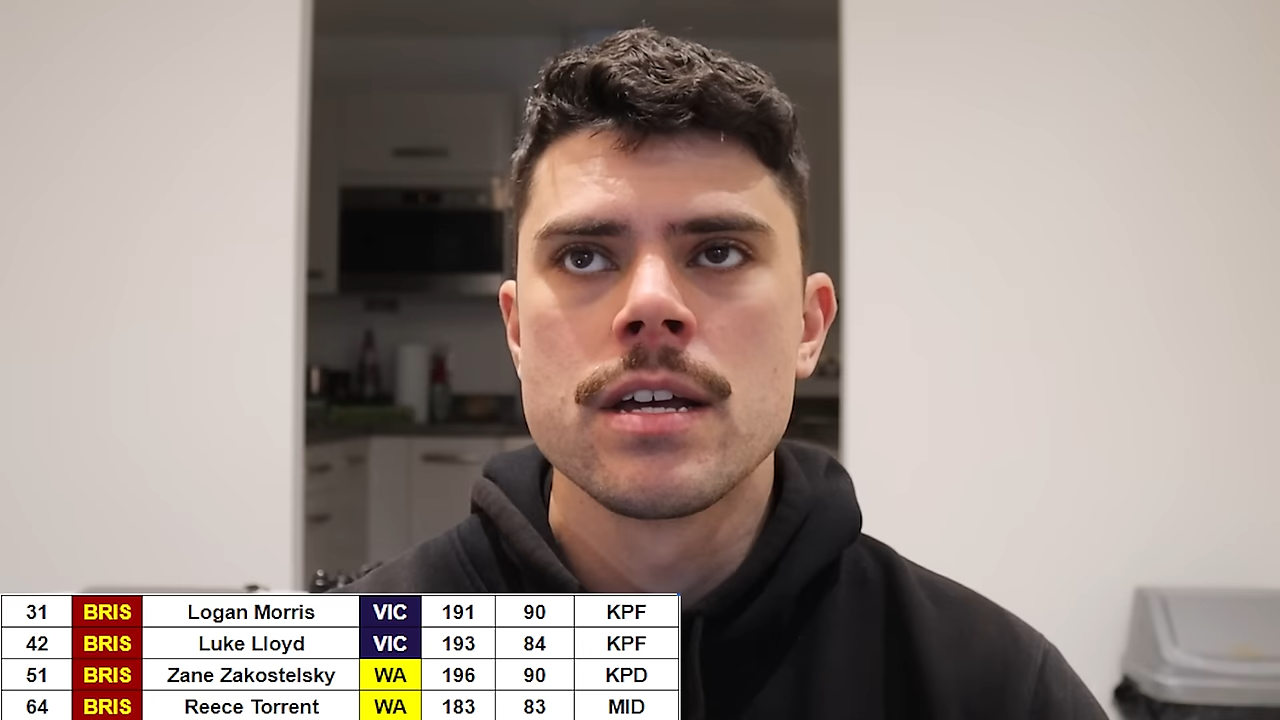 31 BRIS Logan Morris VIC 191 90 KPF
42 BRIS Luke Lloyd VIC 193 84 KPF
51 BRIS Zane Zakostelsky WA 196 90 KPD
64 BRIS Reece Torrent WA 183 83 MID